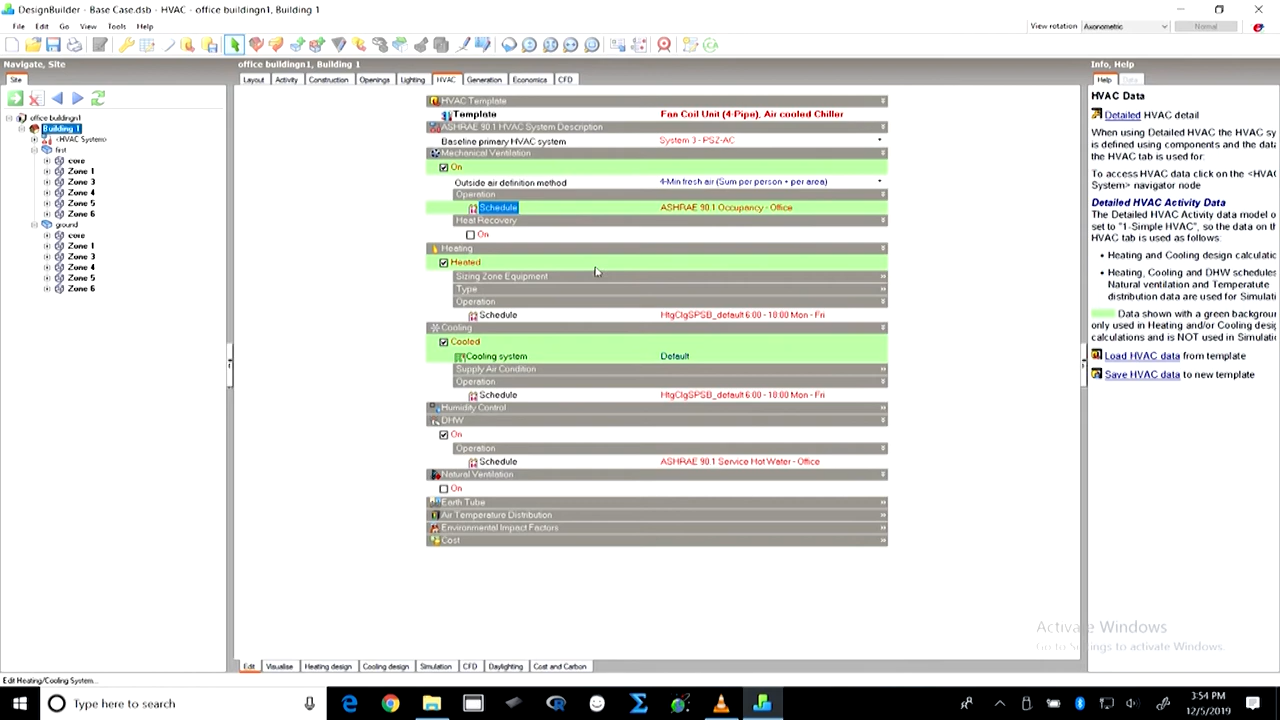 DesignBuilder - Base Case.dsb - HVAC - office buildingn1, Building 1
File Edit Go View Tools Help
View rotation Axonometric Normal
Navigate, Site
office buildingn1, Building 1
Info, Help
Site
Layout Activity Construction Openings Lighting HVAC Generation Economics CFD
Help Data
office buildingn1
Building 1
<HVAC System>
first
core
Zone 1
Zone 3
Zone 4
Zone 5
Zone 6
ground
core
Zone 1
Zone 3
Zone 4
Zone 5
Zone 6
HVAC Template
Template Fan Coil Unit (4-Pipe), Air cooled Chiller
ASHRAE 90.1 HVAC System Description
Baseline primary HVAC system System 3 - PSZ-AC
Mechanical Ventilation
On
Outside air definition method 4-Min fresh air (Sum per person + per area)
Operation
Schedule ASHRAE 90.1 Occupancy - Office
Heat Recovery
On
Heating
Heated
Sizing Zone Equipment
Type
Operation
Schedule HtgClgSPSB_default 6:00 - 18:00 Mon - Fri
Cooling
Cooled
Cooling system Default
Supply Air Condition
Operation
Schedule HtgClgSPSB_default 6:00 - 18:00 Mon - Fri
Humidity Control
DHW
On
Operation
Schedule ASHRAE 90.1 Service Hot Water - Office
Natural Ventilation
On
Earth Tube
Air Temperature Distribution
Environmental Impact Factors
Cost
HVAC Data
Detailed HVAC detail
When using Detailed HVAC the HVAC sy
is defined using components and the data
the HVAC tab is used for:
To access HVAC data click on the <HVAC
System> navigator node
Detailed HVAC Activity Data
The Detailed HVAC Activity data model o
set to "1-Simple HVAC", so the data on th
HVAC tab is used as follows:
• Heating and Cooling design calculatio
• Heating, Cooling and DHW schedules
Natural ventilation and Temperature
distribution data are used for Simulati
Data shown with a green backgroun
only used in Heating and/or Cooling desig
calculations and is NOT used in Simulatio
Load HVAC data from template
Save HVAC data to new template
Activate Windows
Go to Settings to activate Windows.
Edit Visualise Heating design Cooling design Simulation CFD Daylighting Cost and Carbon
Edit Heating/Cooling System...
Type here to search
3:54 PM
12/5/2019